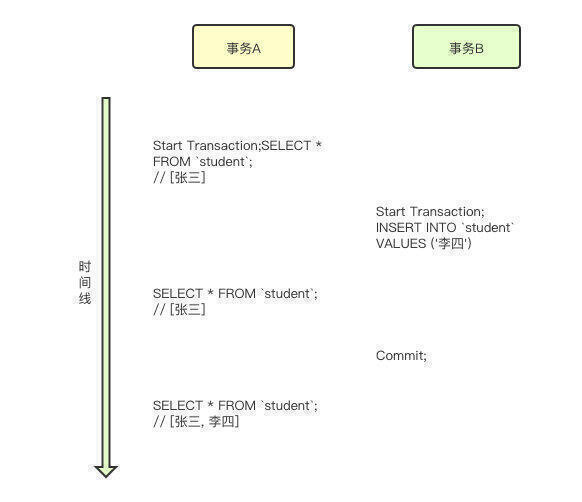 事务A
事务B
Start Transaction;SELECT *
FROM `student`;
// [张三]
Start Transaction;
INSERT INTO `student`
VALUES ('李四')
时
间
线
SELECT * FROM `student`;
// [张三]
Commit;
SELECT * FROM `student`;
// [张三, 李四]